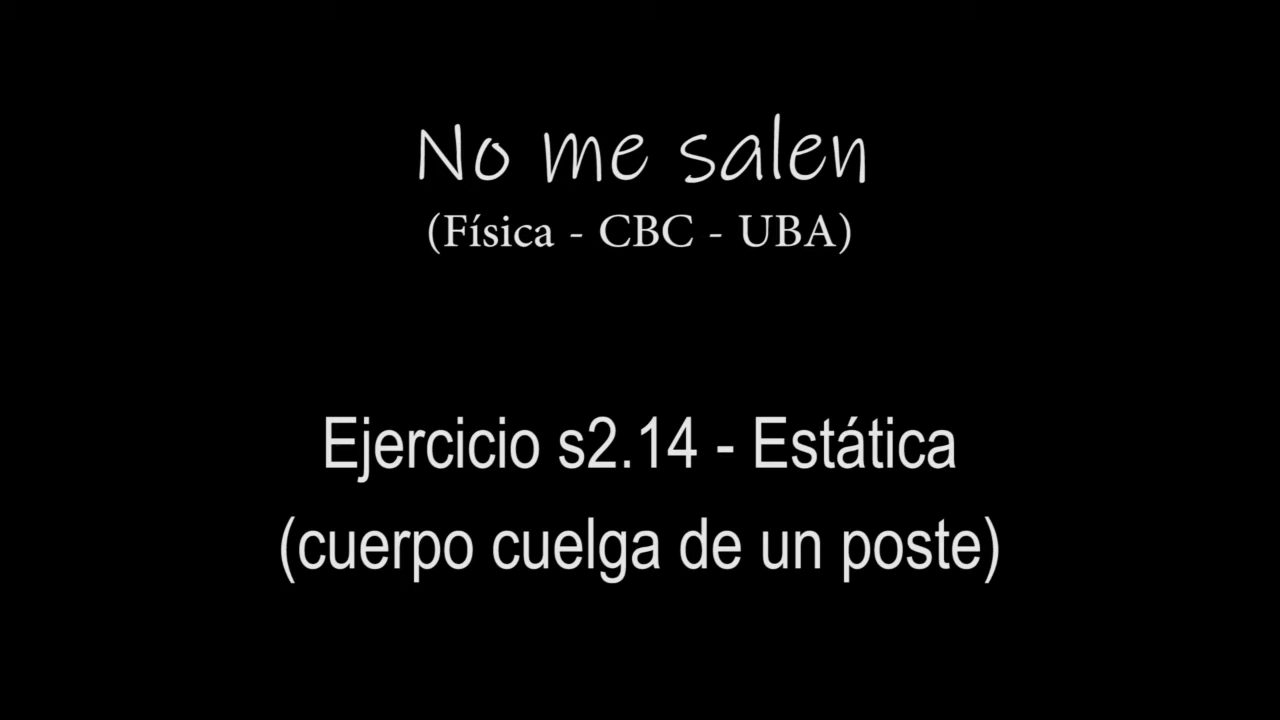 No me salen
(Física - CBC - UBA)
Ejercicio s2.14 - Estática
(cuerpo cuelga de un poste)